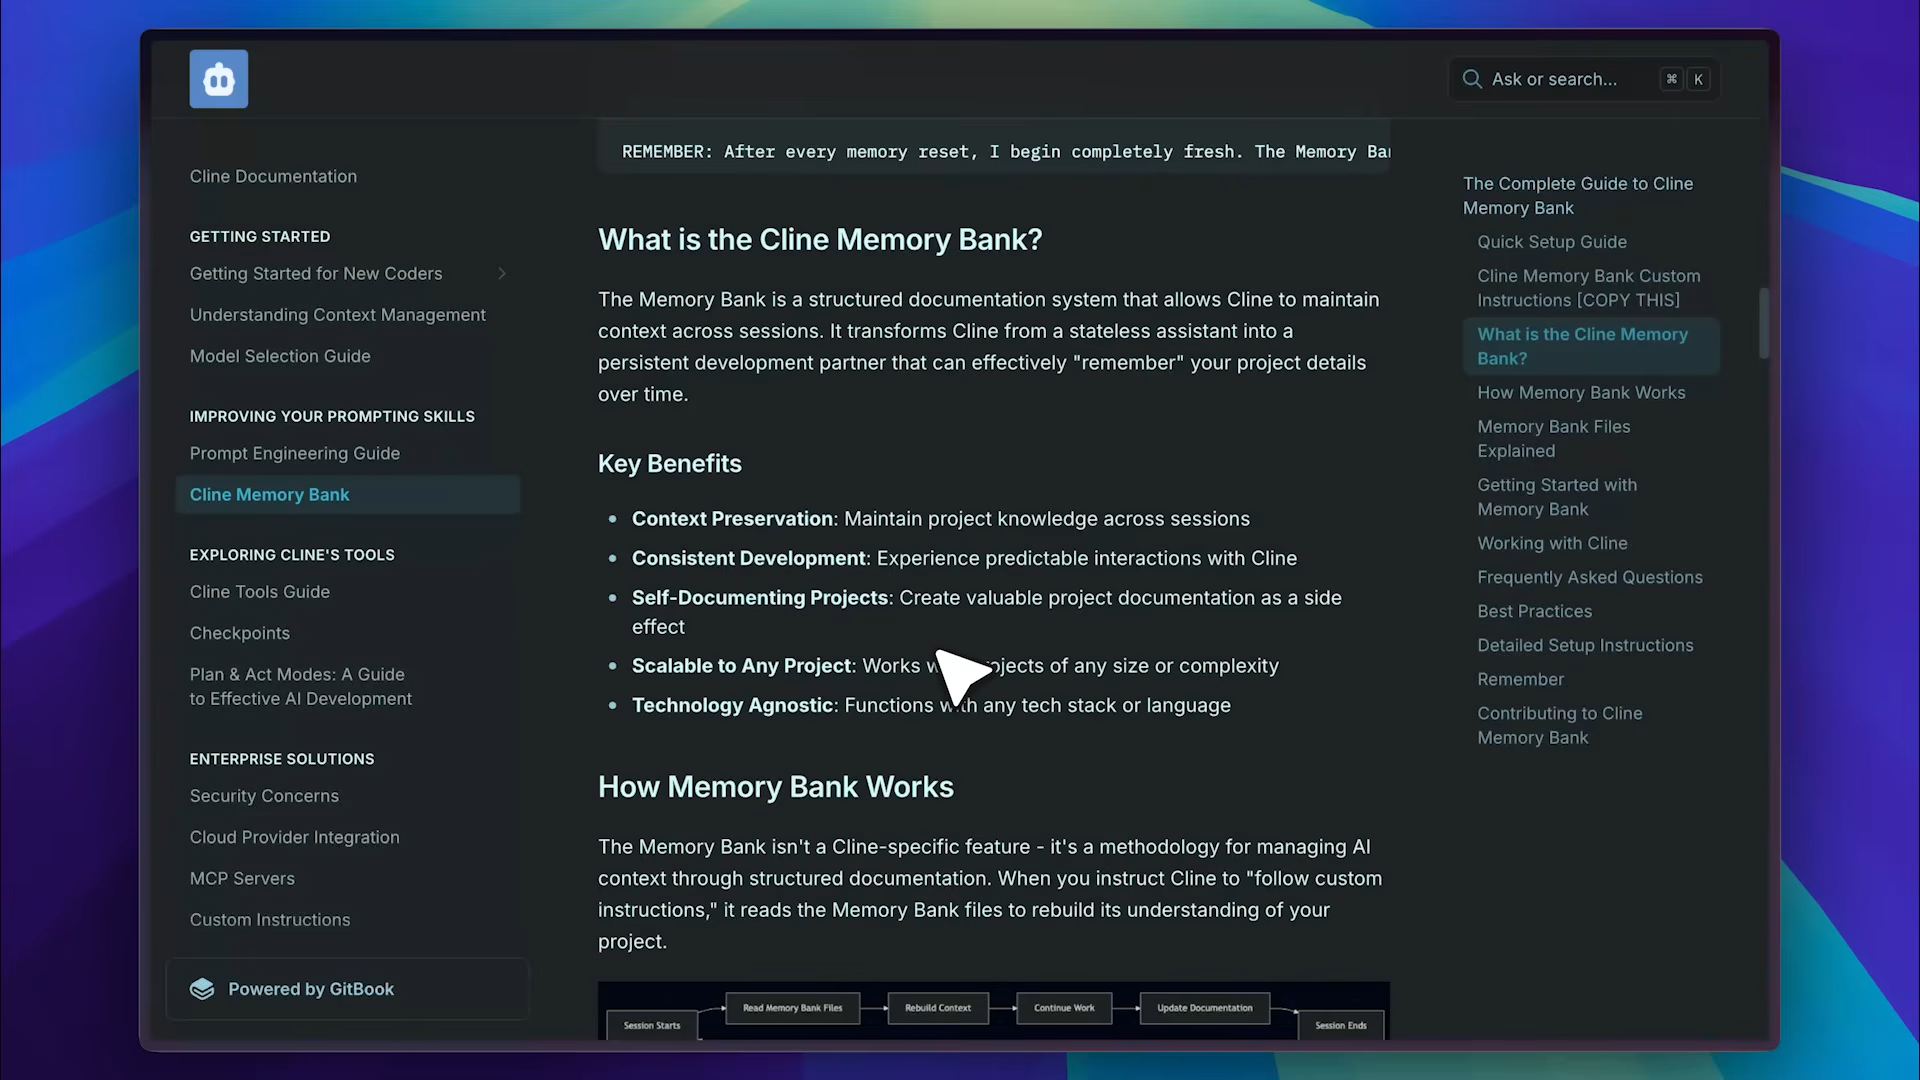 Ask or search...
⌘
K
Cline Documentation
GETTING STARTED
Getting Started for New Coders
Understanding Context Management
Model Selection Guide
IMPROVING YOUR PROMPTING SKILLS
Prompt Engineering Guide
Cline Memory Bank
EXPLORING CLINE'S TOOLS
Cline Tools Guide
Checkpoints
Plan & Act Modes: A Guide
to Effective AI Development
ENTERPRISE SOLUTIONS
Security Concerns
Cloud Provider Integration
MCP Servers
Custom Instructions
Powered by GitBook
REMEMBER: After every memory reset, I begin completely fresh. The Memory
What is the Cline Memory Bank?
The Memory Bank is a structured documentation system that allows Cline to maintain
context across sessions. It transforms Cline from a stateless assistant into a
persistent development partner that can effectively "remember" your project details
over time.
Key Benefits
• Context Preservation: Maintain project knowledge across sessions
• Consistent Development: Experience predictable interactions with Cline
• Self-Documenting Projects: Create valuable project documentation as a side
effect
• Scalable to Any Project: Works of any size or complexity
• Technology Agnostic: Functions with any tech stack or language
How Memory Bank Works
The Memory Bank isn't a Cline-specific feature - it's a methodology for managing AI
context through structured documentation. When you instruct Cline to "follow custom
instructions," it reads the Memory Bank files to rebuild its understanding of your
project.
Session Starts
Read Memory Bank Files
Rebuild Context
Continue Work
Update Documentation
Session Ends
The Complete Guide to Cline
Memory Bank
Quick Setup Guide
Cline Memory Bank Custom
Instructions [COPY THIS]
What is the Cline Memory
Bank?
How Memory Bank Works
Memory Bank Files
Explained
Getting Started with
Memory Bank
Working with Cline
Frequently Asked Questions
Best Practices
Detailed Setup Instructions
Remember
Contributing to Cline
Memory Bank